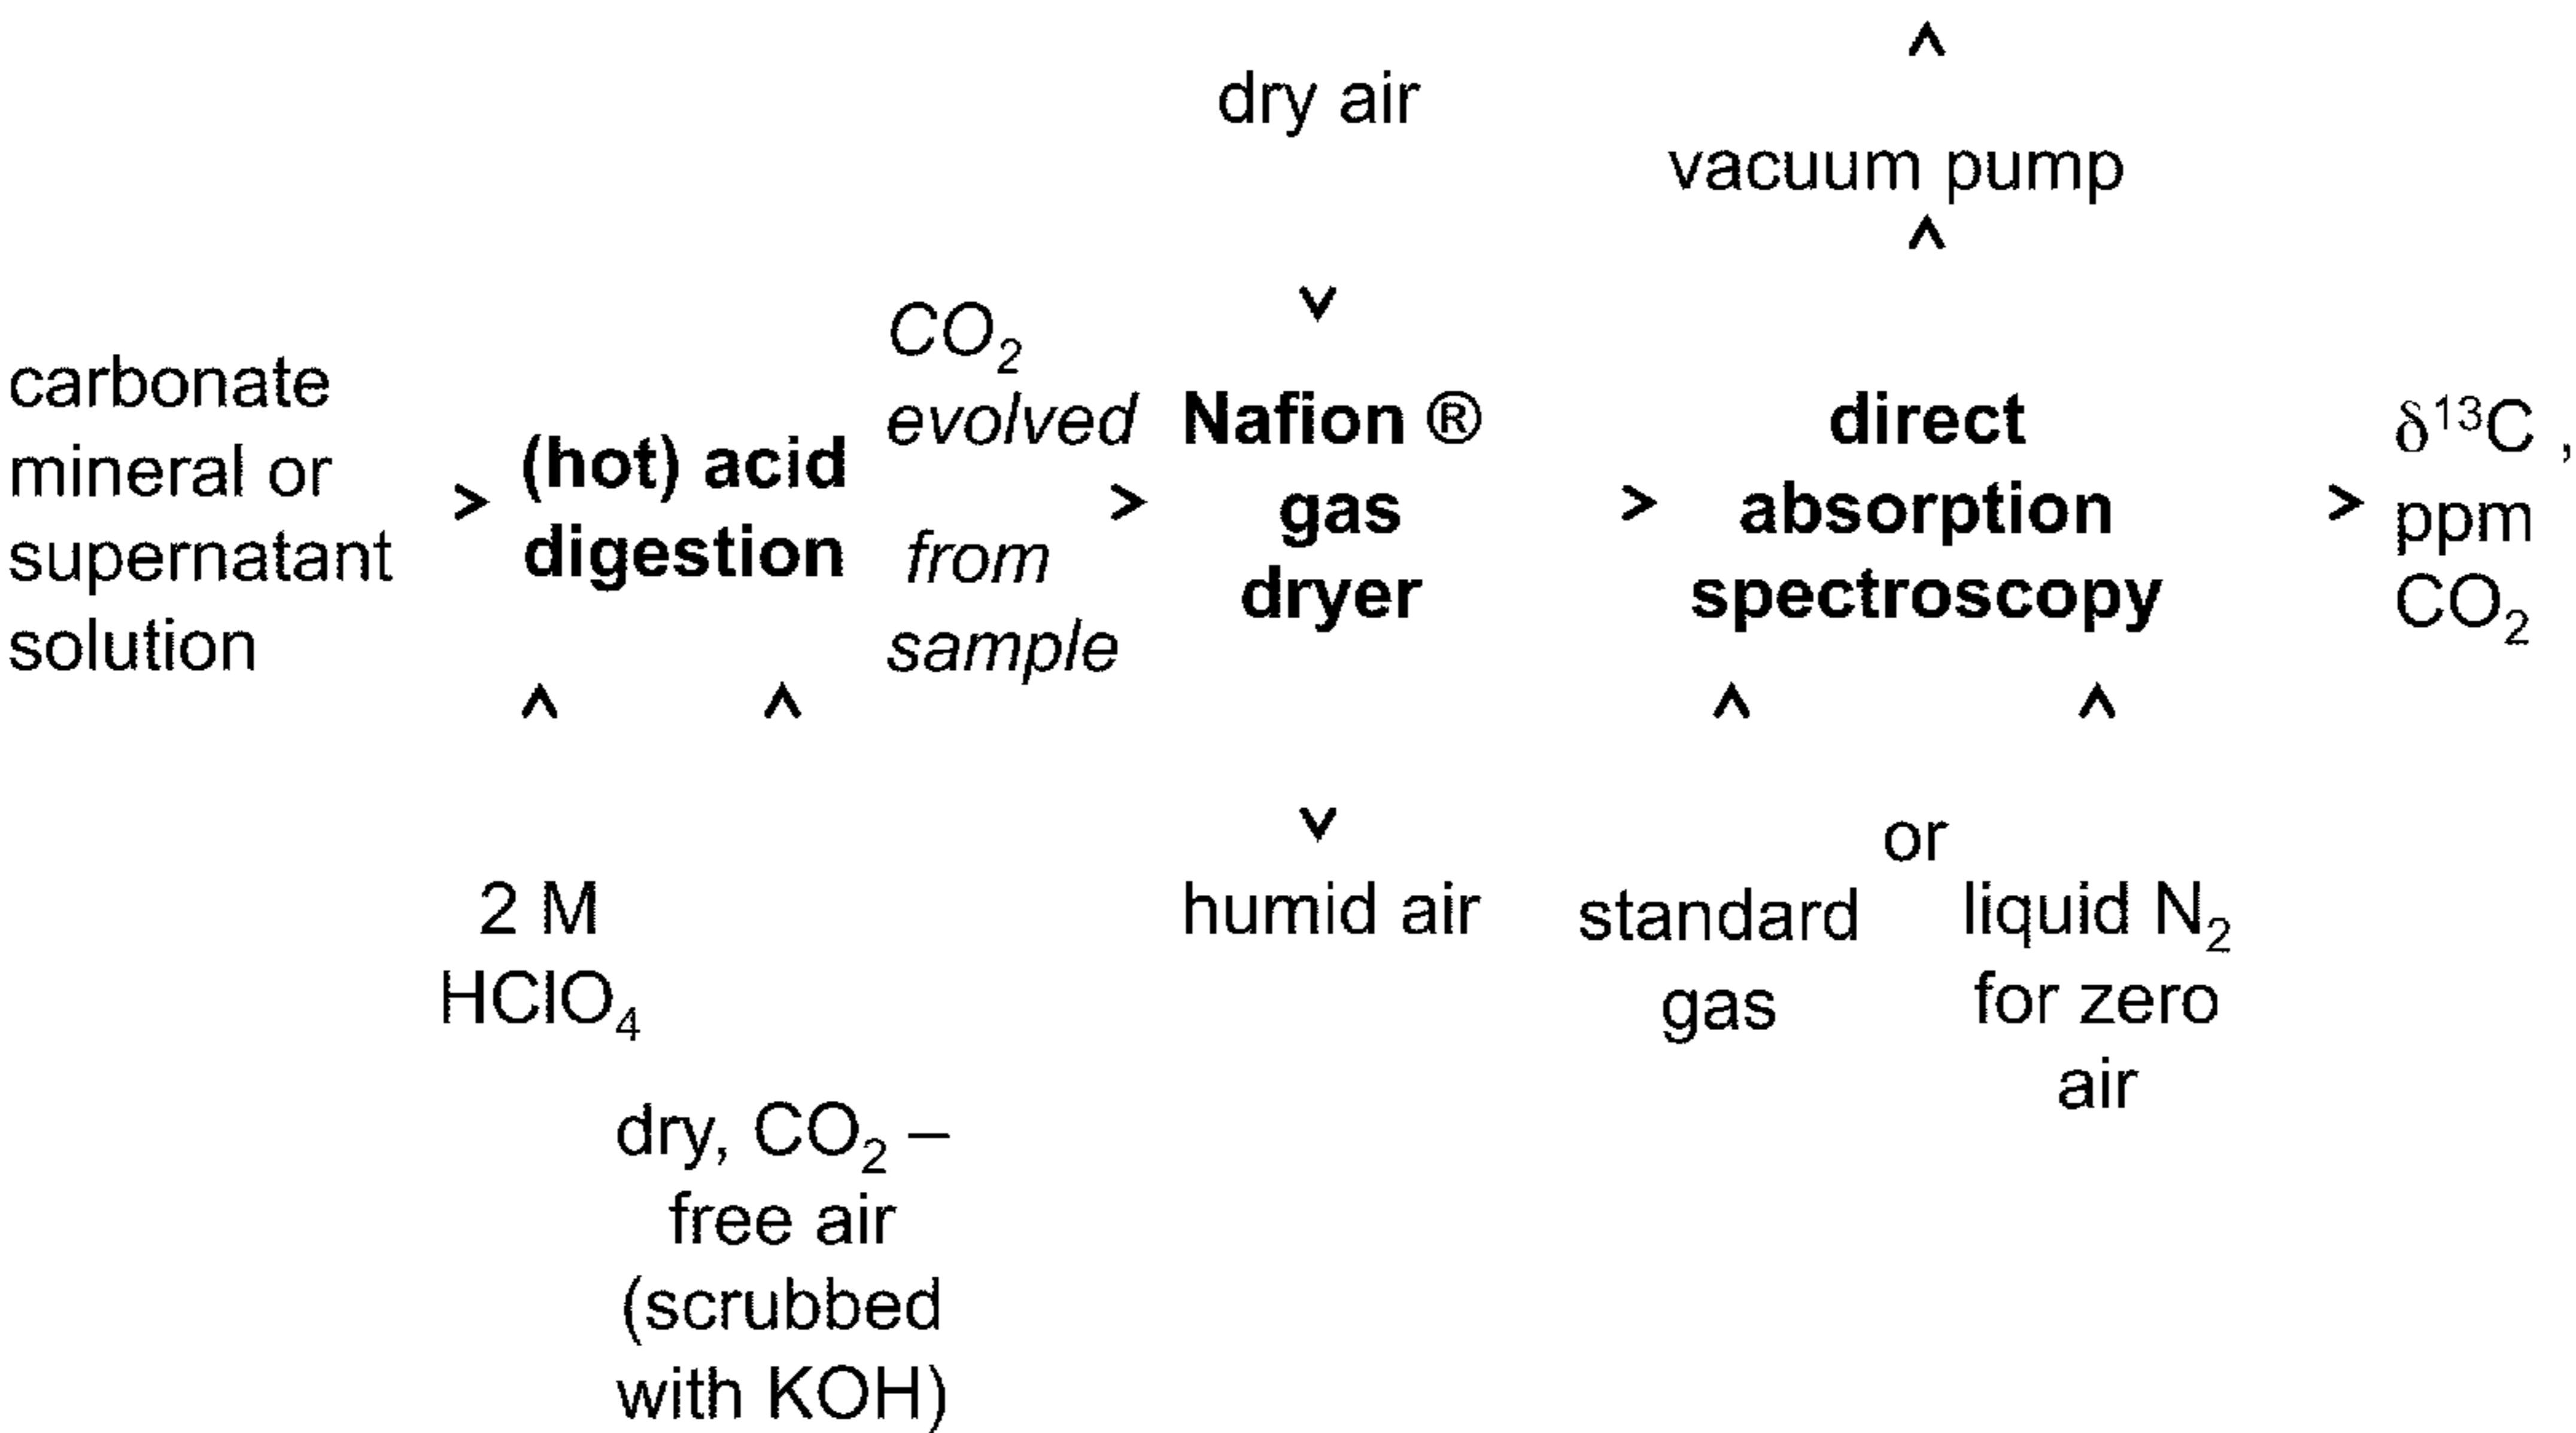 ^
dry air
vacuum pump
^
v
carbonate
mineral or
supernatant
solution
>
(hot) acid
digestion
CO₂
evolved
from
sample
>
Nafion ®
gas
dryer
>
direct
absorption
spectroscopy
>
δ¹³C ,
ppm
CO₂
^ ^ ^ ^
v
2 M
HClO₄
dry, CO₂ –
free air
(scrubbed
with KOH)
humid air
standard
gas
or
liquid N₂
for zero
air